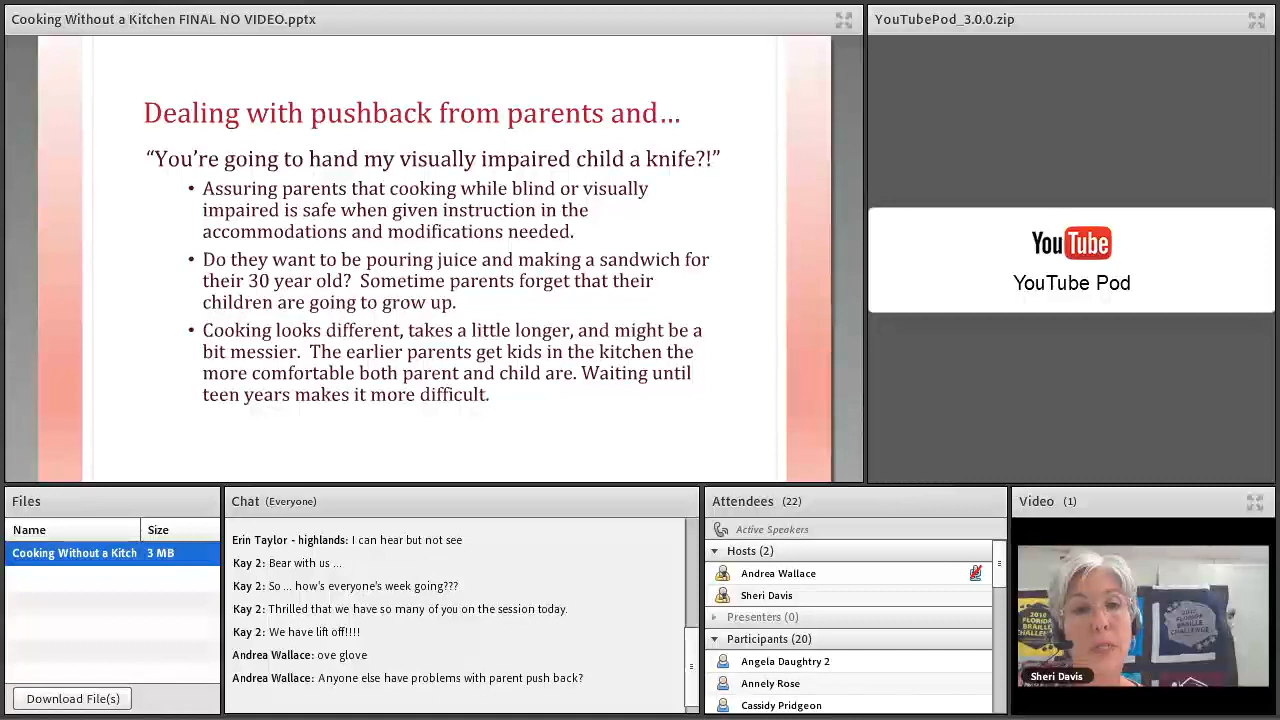 Cooking Without a Kitchen FINAL NO VIDEO.pptx
YouTubePod_3.0.0.zip
Dealing with pushback from parents and…
“You’re going to hand my visually impaired child a knife?!”
• Assuring parents that cooking while blind or visually
impaired is safe when given instruction in the
accommodations and modifications needed.
• Do they want to be pouring juice and making a sandwich for
their 30 year old?  Sometime parents forget that their
children are going to grow up.
• Cooking looks different, takes a little longer, and might be a
bit messier.  The earlier parents get kids in the kitchen the
more comfortable both parent and child are. Waiting until
teen years makes it more difficult.
YouTube
YouTube Pod
Files
Name Size
Cooking Without a Kitch 3 MB
Download File(s)
Chat (Everyone)
Erin Taylor - highlands: I can hear but not see
Kay 2: Bear with us ...
Kay 2: So ... how's everyone's week going???
Kay 2: Thrilled that we have so many of you on the session today.
Kay 2: We have lift off!!!!
Andrea Wallace: ove glove
Andrea Wallace: Anyone else have problems with parent push back?
Attendees (22)
Active Speakers
Hosts (2)
Andrea Wallace
Sheri Davis
Presenters (0)
Participants (20)
Angela Daughtry 2
Annely Rose
Cassidy Pridgeon
Video (1)
2010
FLORIDA
BRAILLE
CHALLENGE
FLORIDA
BRAILLE
CHALLENGE
Sheri Davis